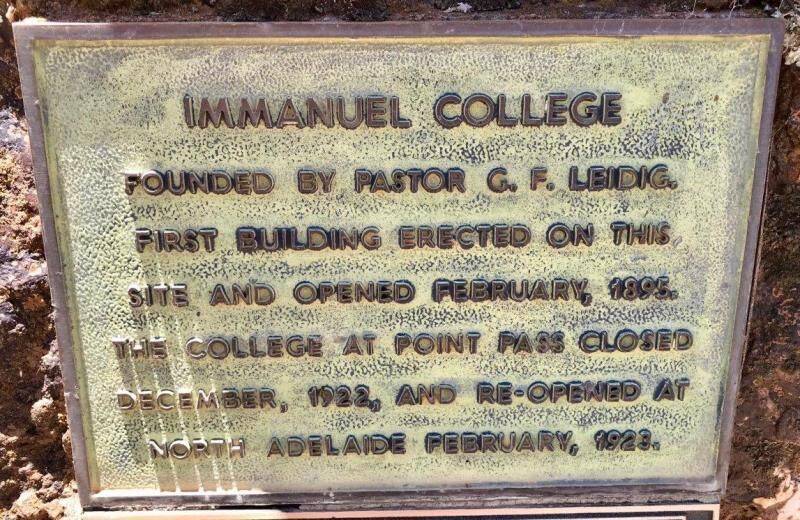 IMMANUEL COLLEGE
FOUNDED BY PASTOR G. F. LEIDIG.
FIRST BUILDING ERECTED ON THIS
SITE AND OPENED FEBRUARY, 1895.
THE COLLEGE AT POINT PASS CLOSED
DECEMBER, 1922, AND RE-OPENED AT
NORTH ADELAIDE FEBRUARY, 1923.